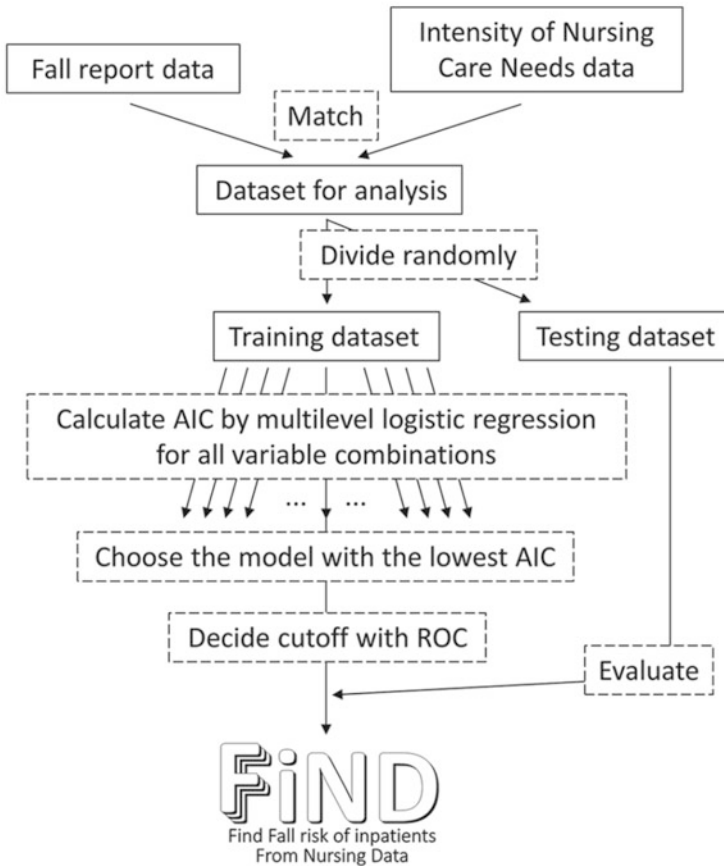 Fall report data
Intensity of Nursing
Care Needs data
Match
Dataset for analysis
Divide randomly
Training dataset
Testing dataset
Calculate AIC by multilevel logistic regression
for all variable combinations
... ...
Choose the model with the lowest AIC
Decide cutoff with ROC
Evaluate
FiND
Find Fall risk of inpatients
From Nursing Data